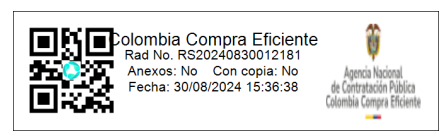 Colombia Compra Eficiente
Rad No. RS20240830012181
Anexos: No Con copia: No
Fecha: 30/08/2024 15:36:38
Agencia Nacional
de Contratación Pública
Colombia Compra Eficiente